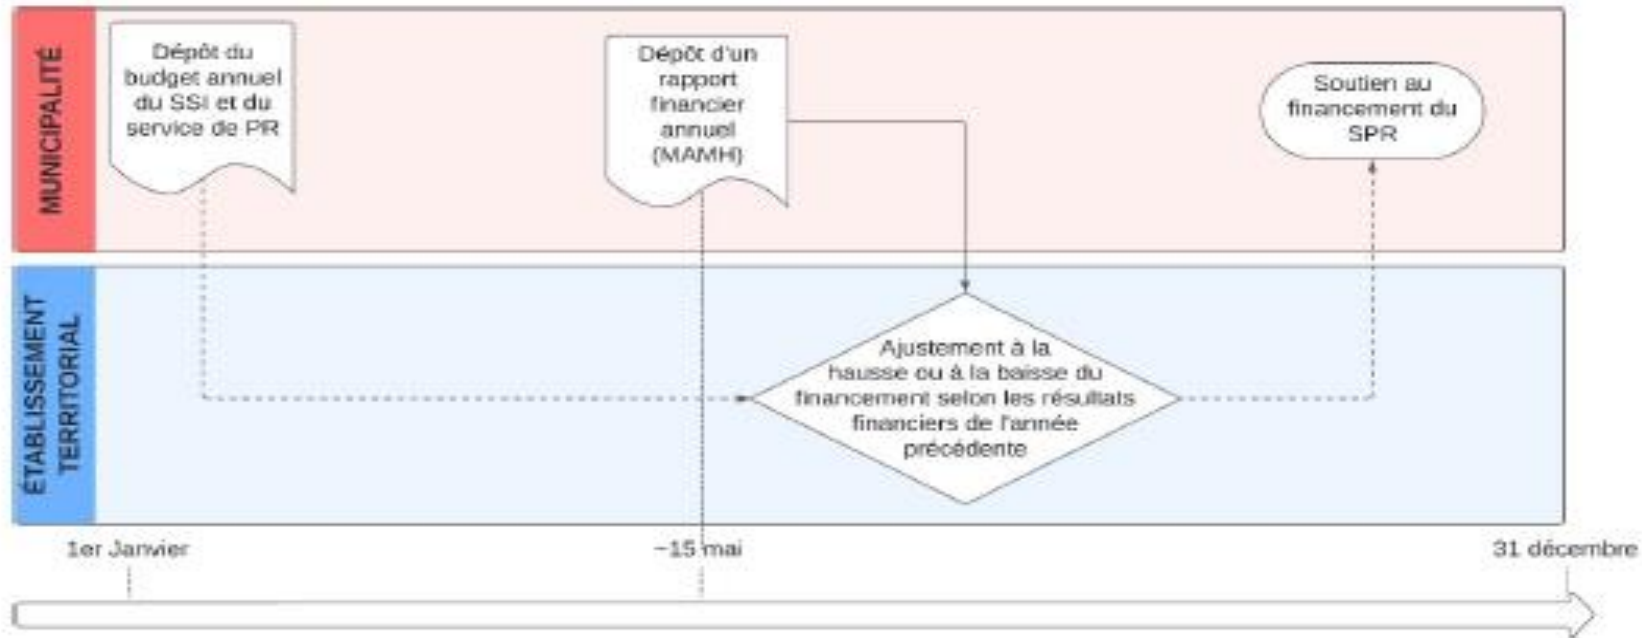 MUNICIPALITÉ
Dépôt du
budget annuel
du SSI et du
service de PR
Dépôt d'un
rapport
financier
annuel
(MAMH)
Soutien au
financement du
SPR
ÉTABLISSEMENT
TERRITORIAL
Ajustement à la
hausse ou à la baisse du
financement selon les résultats
financiers de l'année
précédente
1er Janvier
~15 mai
31 décembre